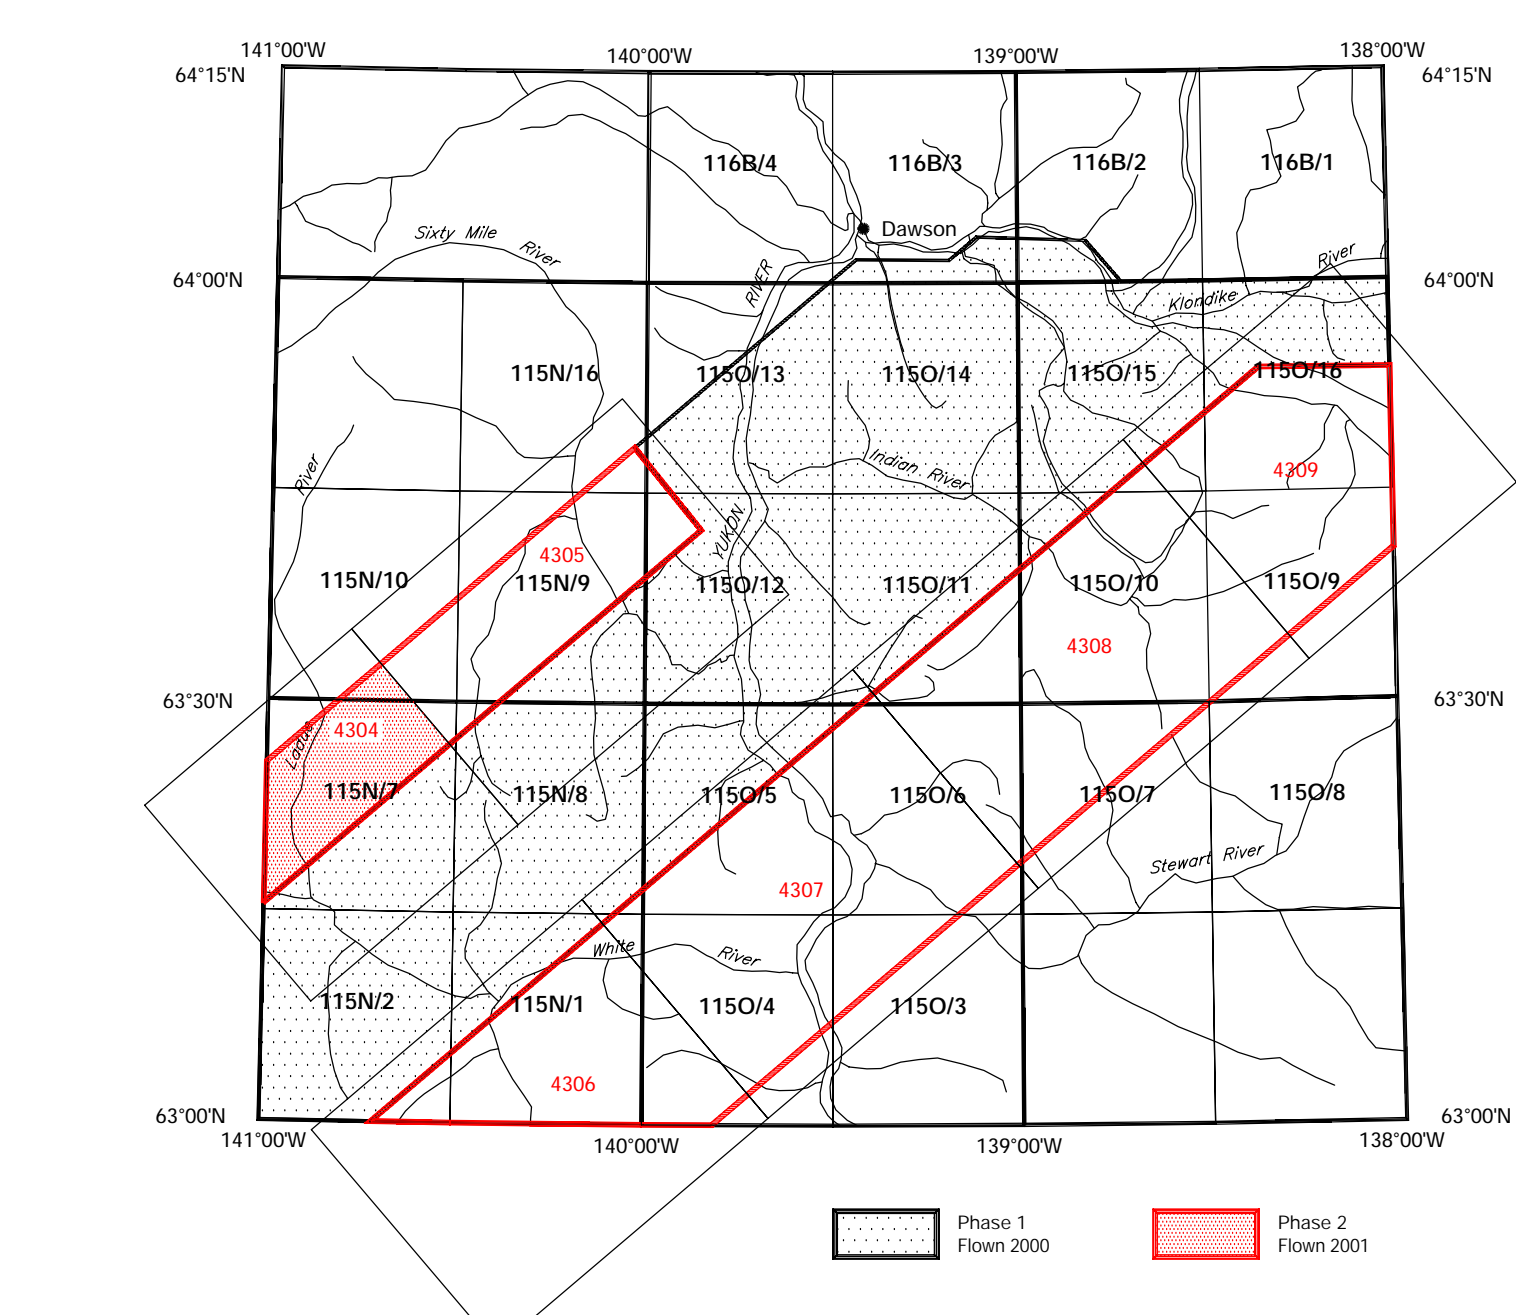 141°00'W
140°00'W
139°00'W
138°00'W
64°15'N
64°15'N
116B/4
116B/3
116B/2
116B/1
Sixty Mile River
Dawson
River
64°00'N
64°00'N
RIVER
Klondike
115N/16
115O/13
115O/14
115O/15
115O/16
River
Indian River
4309
YUKON
4305
115N/10
115N/9
115O/12
115O/11
115O/10
115O/9
4308
63°30'N
63°30'N
4304
Ladue
115N/7
115N/8
115O/5
115O/6
115O/7
115O/8
Stewart River
4307
White River
115N/2
115N/1
115O/4
115O/3
4306
63°00'N
63°00'N
141°00'W
140°00'W
139°00'W
138°00'W
Phase 1
Flown 2000
Phase 2
Flown 2001